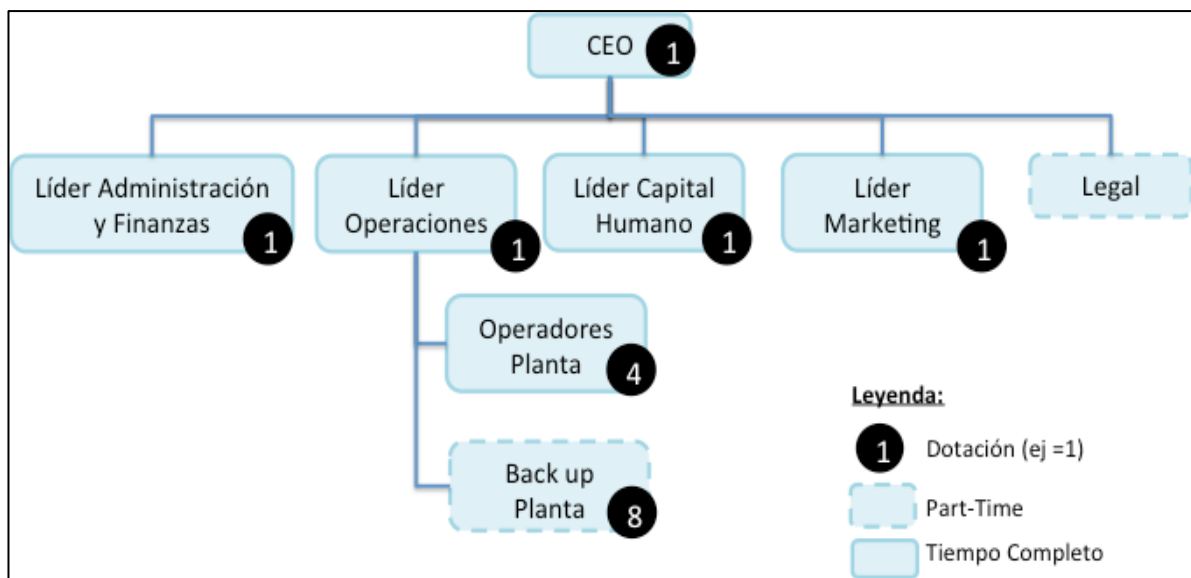 CEO
1
Líder Administración
y Finanzas
1
Líder
Operaciones
1
Líder Capital
Humano
1
Líder
Marketing
1
Legal
Operadores
Planta
4
Back up
Planta
8
Leyenda:
1
Dotación (ej =1)
Part-Time
Tiempo Completo